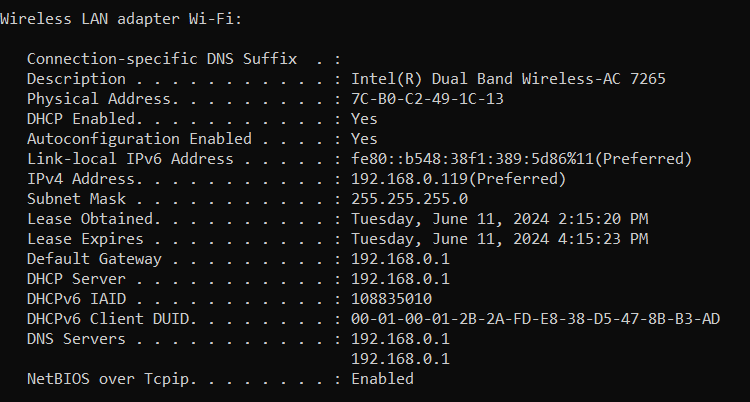 Wireless LAN adapter Wi-Fi:
Connection-specific DNS Suffix  . :
Description . . . . . . . . . . . : Intel(R) Dual Band Wireless-AC 7265
Physical Address. . . . . . . . . : 7C-B0-C2-49-1C-13
DHCP Enabled. . . . . . . . . . . : Yes
Autoconfiguration Enabled . . . . : Yes
Link-local IPv6 Address . . . . . : fe80::b548:38f1:389:5d86%11(Preferred)
IPv4 Address. . . . . . . . . . . : 192.168.0.119(Preferred)
Subnet Mask . . . . . . . . . . . : 255.255.255.0
Lease Obtained. . . . . . . . . . : Tuesday, June 11, 2024 2:15:20 PM
Lease Expires . . . . . . . . . . : Tuesday, June 11, 2024 4:15:23 PM
Default Gateway . . . . . . . . . : 192.168.0.1
DHCP Server . . . . . . . . . . . : 192.168.0.1
DHCPv6 IAID . . . . . . . . . . . : 108835010
DHCPv6 Client DUID. . . . . . . . : 00-01-00-01-2B-2A-FD-E8-38-D5-47-8B-B3-AD
DNS Servers . . . . . . . . . . . : 192.168.0.1
192.168.0.1
NetBIOS over Tcpip. . . . . . . . : Enabled